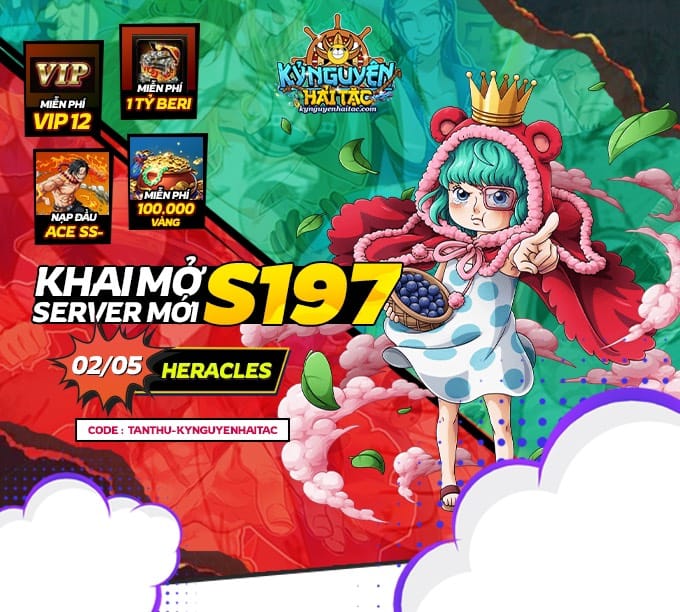 VIP
MIỄN PHÍ
VIP 12
MIỄN PHÍ
1 TỶ BERI
NẠP ĐẦU
ACE SS-
MIỄN PHÍ
100.000
VÀNG
KỶ NGUYÊN
HẢI TẶC
kynguyenhaitac.com
KHAI MỞ
SERVER MỚI
S197
02/05
HERACLES
CODE : TANTHU-KYNGUYENHAITAC